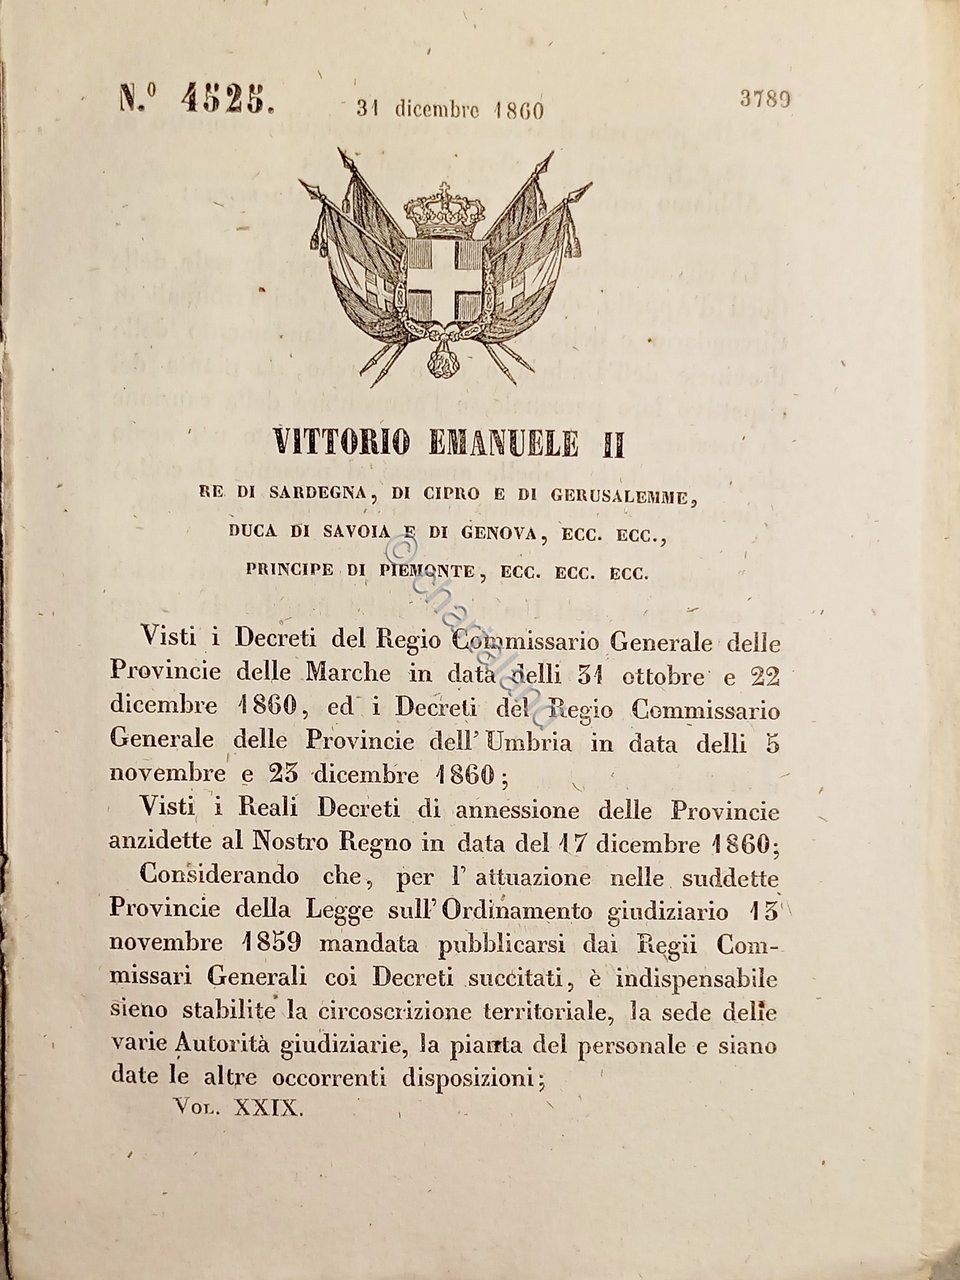 N.º 4525.
31 dicembre 1860
3789
VITTORIO EMANUELE II
RE DI SARDEGNA, DI CIPRO E DI GERUSALEMME,
DUCA DI SAVOIA E DI GENOVA, ECC. ECC.,
PRINCIPE DI PIEMONTE, ECC. ECC. ECC.
Visti i Decreti del Regio Commissario Generale delle
Provincie delle Marche in data delli 31 ottobre e 22
dicembre 1860, ed i Decreti del Regio Commissario
Generale delle Provincie dell'Umbria in data delli 5
novembre e 23 dicembre 1860;
Visti i Reali Decreti di annessione delle Provincie
anzidette al Nostro Regno in data del 17 dicembre 1860;
Considerando che, per l'attuazione nelle suddette
Provincie della Legge sull'Ordinamento giudiziario 13
novembre 1859 mandata pubblicarsi dai Regii Com-
missari Generali coi Decreti succitati, è indispensabile
sieno stabilite la circoscrizione territoriale, la sede delle
varie Autorità giudiziarie, la pianta del personale e siano
date le altre occorrenti disposizioni;
VOL. XXIX.
© chartaland